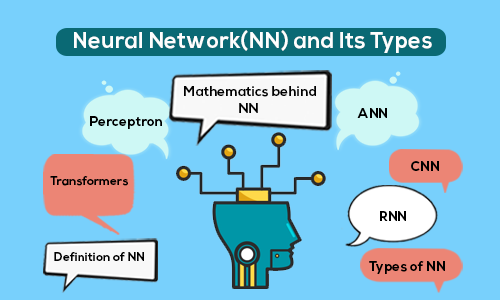 Neural Network(NN) and Its Types
Mathematics behind
NN
Perceptron
ANN
Transformers
CNN
RNN
Definition of NN
Types of NN